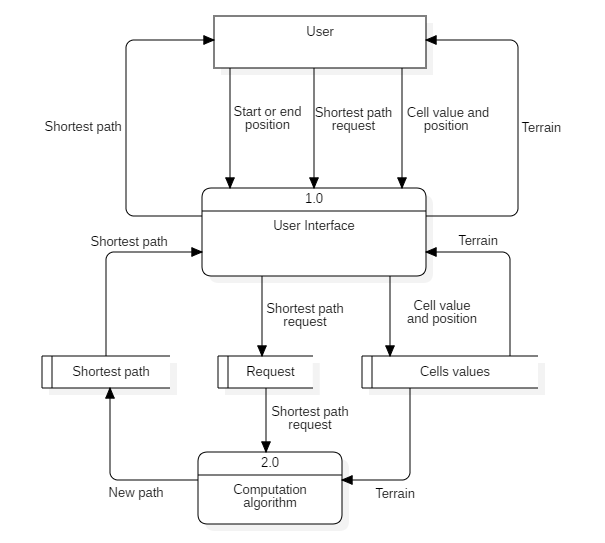 User
Start or end
position
Shortest path
request
Cell value and
position
Shortest path
Terrain
1.0
User Interface
Shortest path
Terrain
Shortest path
request
Cell value
and position
Shortest path
Request
Cells values
Shortest path
request
2.0
Computation
algorithm
New path
Terrain